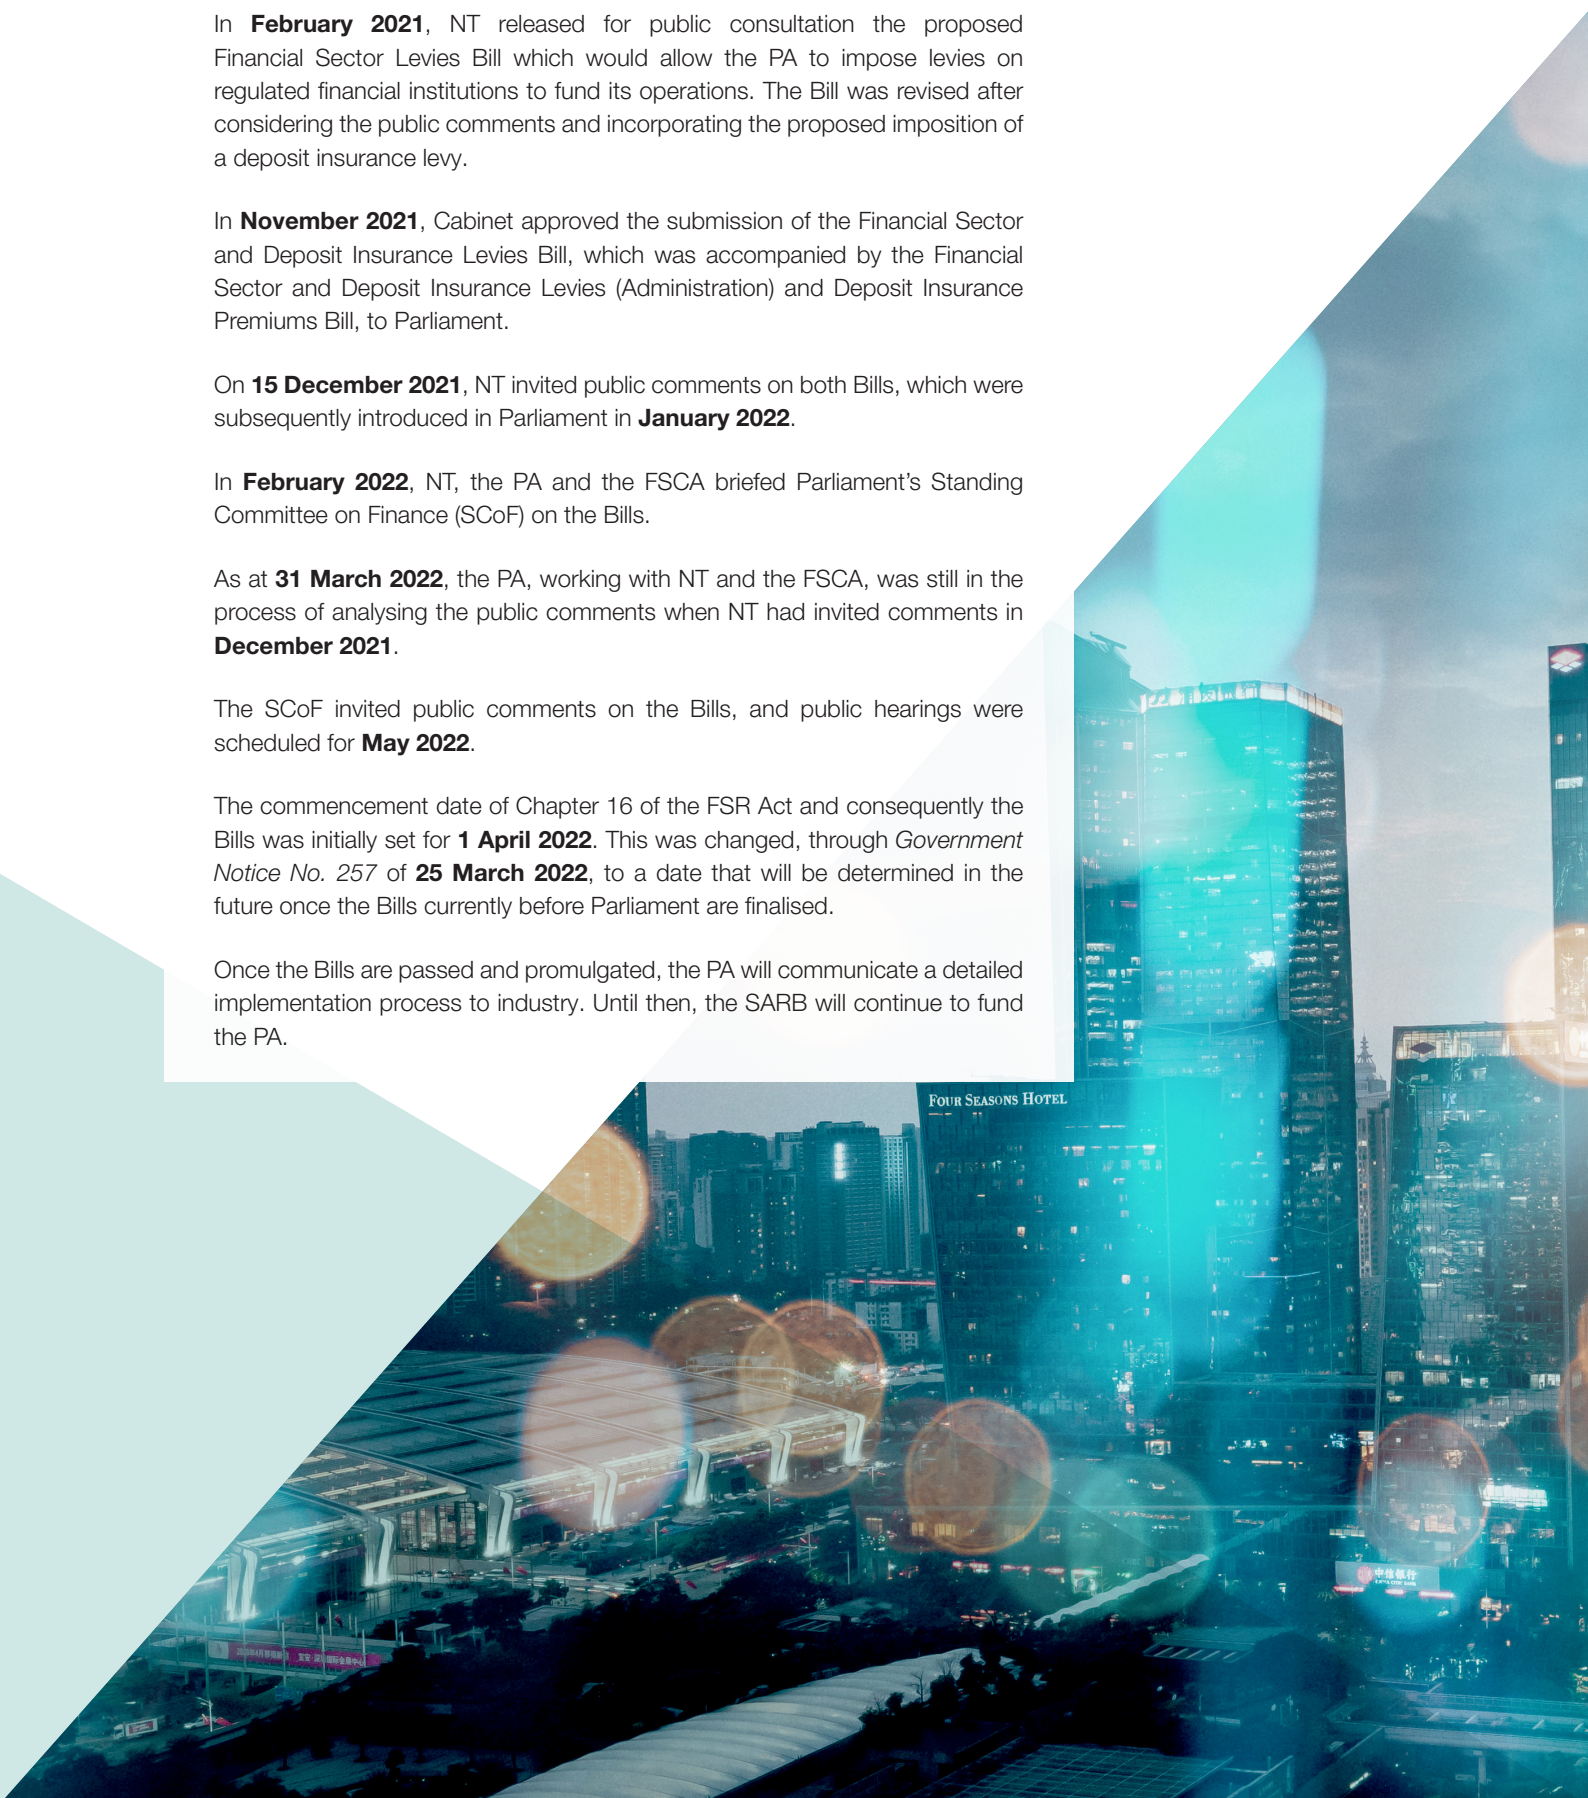 In February 2021, NT released for public consultation the proposed
Financial Sector Levies Bill which would allow the PA to impose levies on
regulated financial institutions to fund its operations. The Bill was revised after
considering the public comments and incorporating the proposed imposition of
a deposit insurance levy.
In November 2021, Cabinet approved the submission of the Financial Sector
and Deposit Insurance Levies Bill, which was accompanied by the Financial
Sector and Deposit Insurance Levies (Administration) and Deposit Insurance
Premiums Bill, to Parliament.
On 15 December 2021, NT invited public comments on both Bills, which were
subsequently introduced in Parliament in January 2022.
In February 2022, NT, the PA and the FSCA briefed Parliament’s Standing
Committee on Finance (SCoF) on the Bills.
As at 31 March 2022, the PA, working with NT and the FSCA, was still in the
process of analysing the public comments when NT had invited comments in
December 2021.
The SCoF invited public comments on the Bills, and public hearings were
scheduled for May 2022.
The commencement date of Chapter 16 of the FSR Act and consequently the
Bills was initially set for 1 April 2022. This was changed, through Government
Notice No. 257 of 25 March 2022, to a date that will be determined in the
future once the Bills currently before Parliament are finalised.
Once the Bills are passed and promulgated, the PA will communicate a detailed
implementation process to industry. Until then, the SARB will continue to fund
the PA.
FOUR SEASONS HOTEL
中信银行
CHINA CITIC BANK